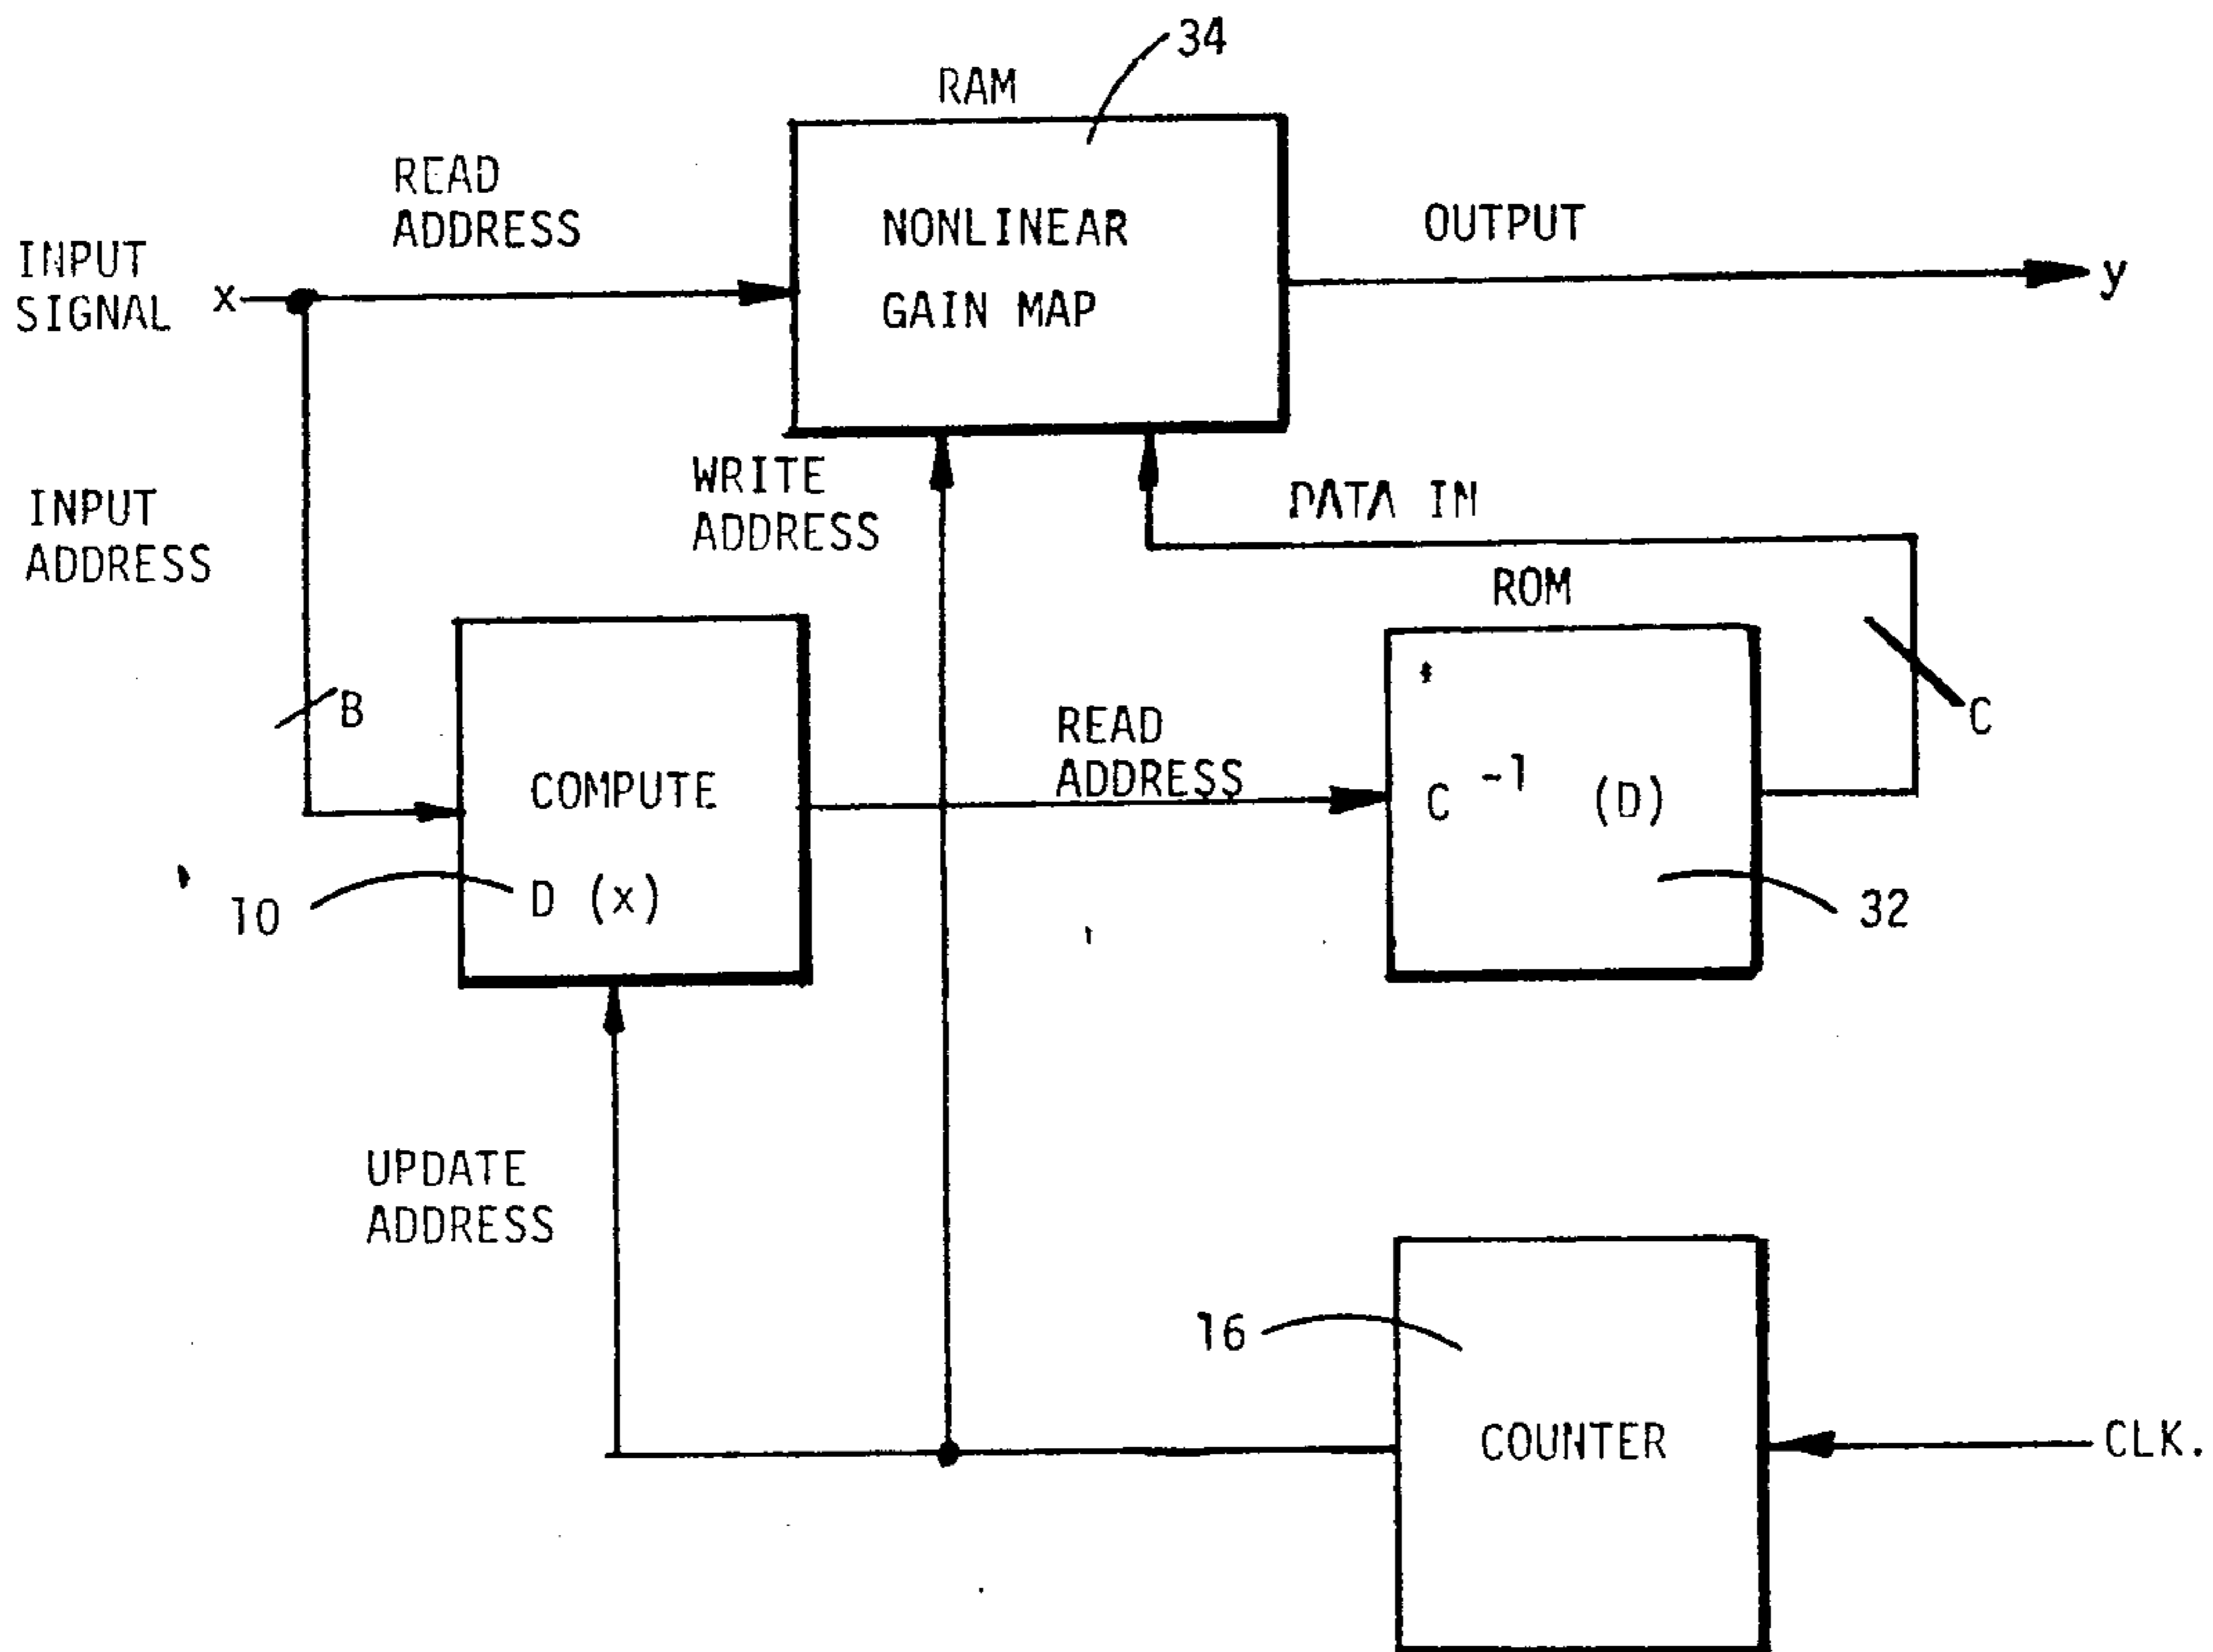 34
RAM
READ
ADDRESS
NONLINEAR
GAIN MAP
OUTPUT
INPUT
SIGNAL
x
y
WRITE
ADDRESS
DATA IN
INPUT
ADDRESS
ROM
B
C
READ
ADDRESS
COMPUTE
D (x)
C -1 (D)
10
32
UPDATE
ADDRESS
16
COUNTER
CLK.